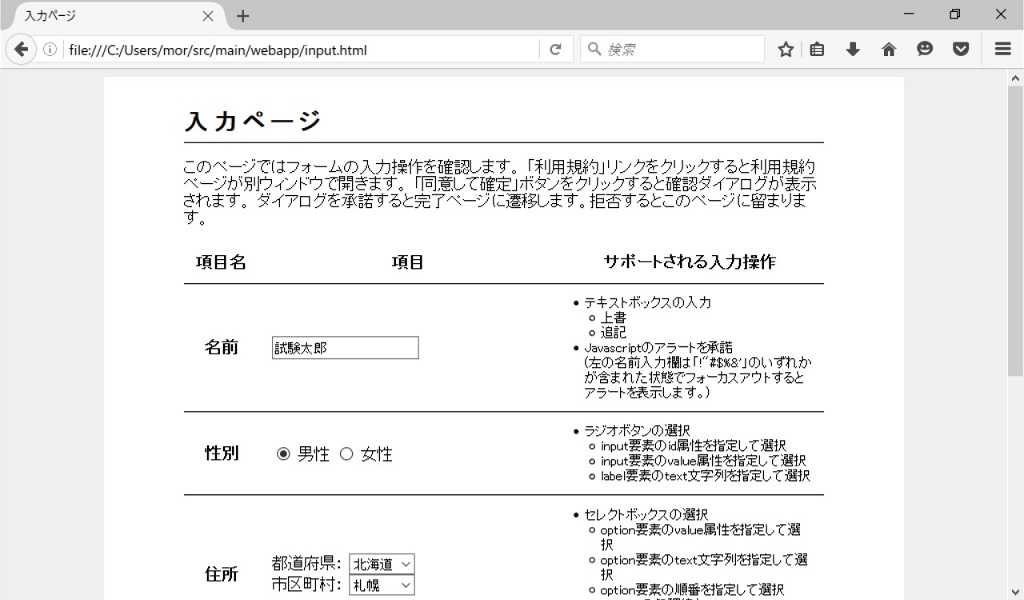 入力ページ
file:///C:/Users/mor/src/main/webapp/input.html
検索
入力ページ
このページではフォームの入力操作を確認します。「利用規約」リンクをクリックすると利用規約
ページが別ウィンドウで開きます。「同意して確定」ボタンをクリックすると確認ダイアログが表示
されます。ダイアログを承諾すると完了ページに遷移します。拒否するとこのページに留まりま
す。
項目名 項目 サポートされる入力操作
名前
試験太郎
テキストボックスの入力
上書
追記
Javascriptのアラートを承諾
(左の名前入力欄は「!"#$%&'」のいずれか
が含まれた状態でフォーカスアウトすると
アラートを表示します。)
性別
男性 女性
ラジオボタンの選択
input要素のid属性を指定して選択
input要素のvalue属性を指定して選択
label要素のtext文字列を指定して選択
住所
都道府県: 北海道
市区町村: 札幌
セレクトボックスの選択
option要素のvalue属性を指定して選
択
option要素のtext文字列を指定して選
択
option要素の順番を指定して選択